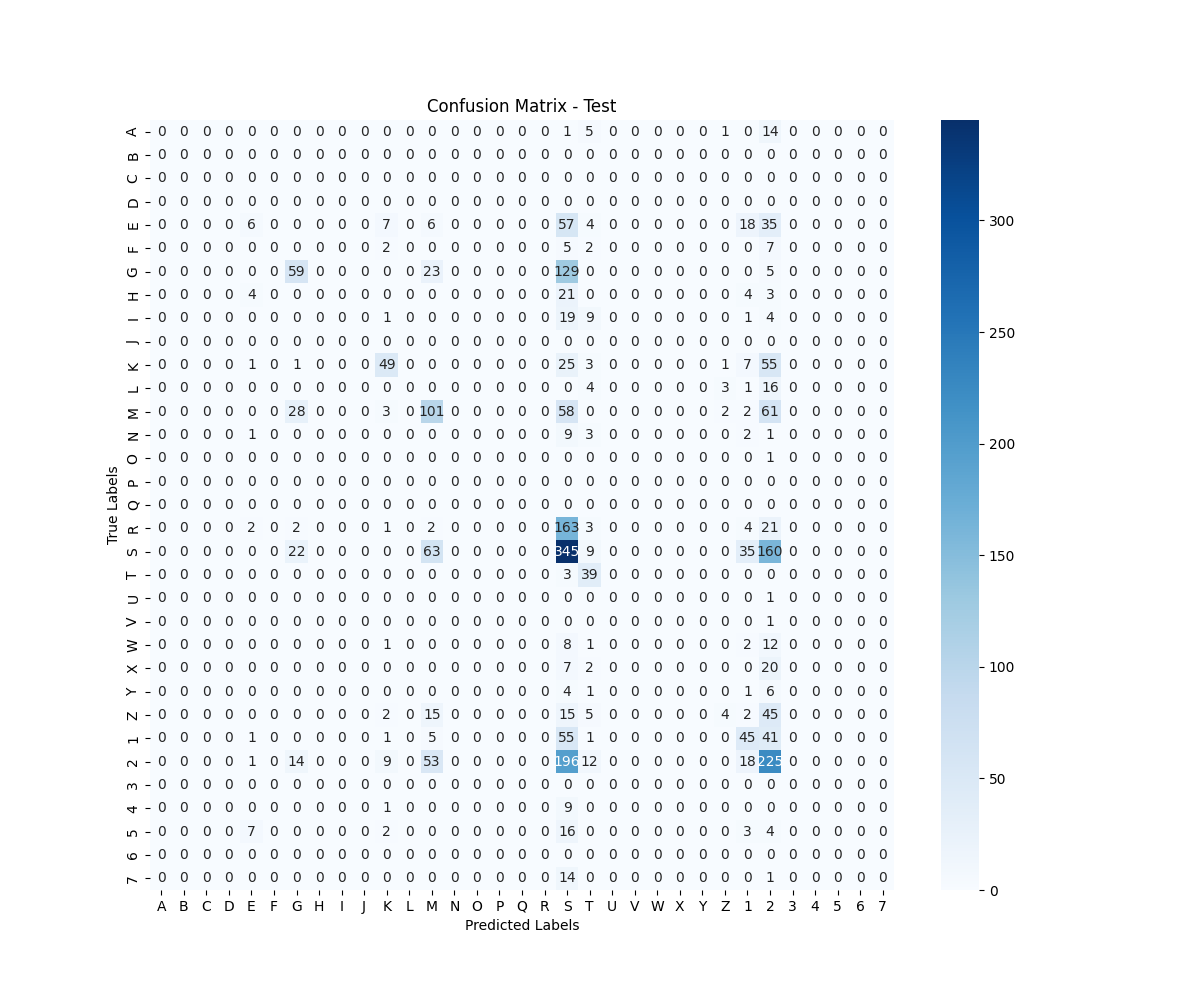 Confusion Matrix - Test
A 0 0 0 0 0 0 0 0 0 0 0 0 0 0 0 0 0 0 1 5 0 0 0 0 0 1 0 14 0 0 0 0 0
B 0 0 0 0 0 0 0 0 0 0 0 0 0 0 0 0 0 0 0 0 0 0 0 0 0 0 0 0 0 0 0 0 0
C 0 0 0 0 0 0 0 0 0 0 0 0 0 0 0 0 0 0 0 0 0 0 0 0 0 0 0 0 0 0 0 0 0
D 0 0 0 0 0 0 0 0 0 0 0 0 0 0 0 0 0 0 0 0 0 0 0 0 0 0 0 0 0 0 0 0 0
E 0 0 0 0 6 0 0 0 0 0 7 0 6 0 0 0 0 0 57 4 0 0 0 0 0 0 18 35 0 0 0 0 0
F 0 0 0 0 0 0 0 0 0 0 2 0 0 0 0 0 0 0 5 2 0 0 0 0 0 0 0 7 0 0 0 0 0
G 0 0 0 0 0 0 59 0 0 0 0 0 23 0 0 0 0 0 129 0 0 0 0 0 0 0 0 5 0 0 0 0 0
H 0 0 0 0 4 0 0 0 0 0 0 0 0 0 0 0 0 0 21 0 0 0 0 0 0 0 4 3 0 0 0 0 0
I 0 0 0 0 0 0 0 0 0 0 1 0 0 0 0 0 0 0 19 9 0 0 0 0 0 0 1 4 0 0 0 0 0
J 0 0 0 0 0 0 0 0 0 0 0 0 0 0 0 0 0 0 0 0 0 0 0 0 0 0 0 0 0 0 0 0 0
K 0 0 0 0 1 0 1 0 0 0 49 0 0 0 0 0 0 0 25 3 0 0 0 0 0 1 7 55 0 0 0 0 0
L 0 0 0 0 0 0 0 0 0 0 0 0 0 0 0 0 0 0 0 4 0 0 0 0 0 3 1 16 0 0 0 0 0
M 0 0 0 0 0 0 28 0 0 0 3 0 101 0 0 0 0 0 58 0 0 0 0 0 0 2 2 61 0 0 0 0 0
N 0 0 0 0 1 0 0 0 0 0 0 0 0 0 0 0 0 0 9 3 0 0 0 0 0 0 2 1 0 0 0 0 0
O 0 0 0 0 0 0 0 0 0 0 0 0 0 0 0 0 0 0 0 0 0 0 0 0 0 0 0 1 0 0 0 0 0
P 0 0 0 0 0 0 0 0 0 0 0 0 0 0 0 0 0 0 0 0 0 0 0 0 0 0 0 0 0 0 0 0 0
Q 0 0 0 0 0 0 0 0 0 0 0 0 0 0 0 0 0 0 0 0 0 0 0 0 0 0 0 0 0 0 0 0 0
R 0 0 0 0 2 0 2 0 0 0 1 0 2 0 0 0 0 0 163 3 0 0 0 0 0 0 4 21 0 0 0 0 0
S 0 0 0 0 0 0 22 0 0 0 0 0 63 0 0 0 0 0 345 9 0 0 0 0 0 0 35 160 0 0 0 0 0
T 0 0 0 0 0 0 0 0 0 0 0 0 0 0 0 0 0 0 3 39 0 0 0 0 0 0 0 0 0 0 0 0 0
U 0 0 0 0 0 0 0 0 0 0 0 0 0 0 0 0 0 0 0 0 0 0 0 0 0 0 0 1 0 0 0 0 0
V 0 0 0 0 0 0 0 0 0 0 0 0 0 0 0 0 0 0 0 0 0 0 0 0 0 0 0 1 0 0 0 0 0
W 0 0 0 0 0 0 0 0 0 0 1 0 0 0 0 0 0 0 8 1 0 0 0 0 0 0 2 12 0 0 0 0 0
X 0 0 0 0 0 0 0 0 0 0 0 0 0 0 0 0 0 0 7 2 0 0 0 0 0 0 0 20 0 0 0 0 0
Y 0 0 0 0 0 0 0 0 0 0 0 0 0 0 0 0 0 0 4 1 0 0 0 0 0 0 1 6 0 0 0 0 0
Z 0 0 0 0 0 0 0 0 0 0 2 0 15 0 0 0 0 0 15 5 0 0 0 0 0 4 2 45 0 0 0 0 0
1 0 0 0 0 1 0 0 0 0 0 1 0 5 0 0 0 0 0 55 1 0 0 0 0 0 0 45 41 0 0 0 0 0
2 0 0 0 0 1 0 14 0 0 0 9 0 53 0 0 0 0 0 196 12 0 0 0 0 0 0 18 225 0 0 0 0 0
3 0 0 0 0 0 0 0 0 0 0 0 0 0 0 0 0 0 0 0 0 0 0 0 0 0 0 0 0 0 0 0 0 0
4 0 0 0 0 0 0 0 0 0 0 1 0 0 0 0 0 0 0 9 0 0 0 0 0 0 0 0 0 0 0 0 0 0
5 0 0 0 0 7 0 0 0 0 0 2 0 0 0 0 0 0 0 16 0 0 0 0 0 0 0 3 4 0 0 0 0 0
6 0 0 0 0 0 0 0 0 0 0 0 0 0 0 0 0 0 0 0 0 0 0 0 0 0 0 0 0 0 0 0 0 0
7 0 0 0 0 0 0 0 0 0 0 0 0 0 0 0 0 0 0 14 0 0 0 0 0 0 0 0 1 0 0 0 0 0
A B C D E F G H I J K L M N O P Q R S T U V W X Y Z 1 2 3 4 5 6 7
Predicted Labels
True Labels
300
250
200
150
100
50
0